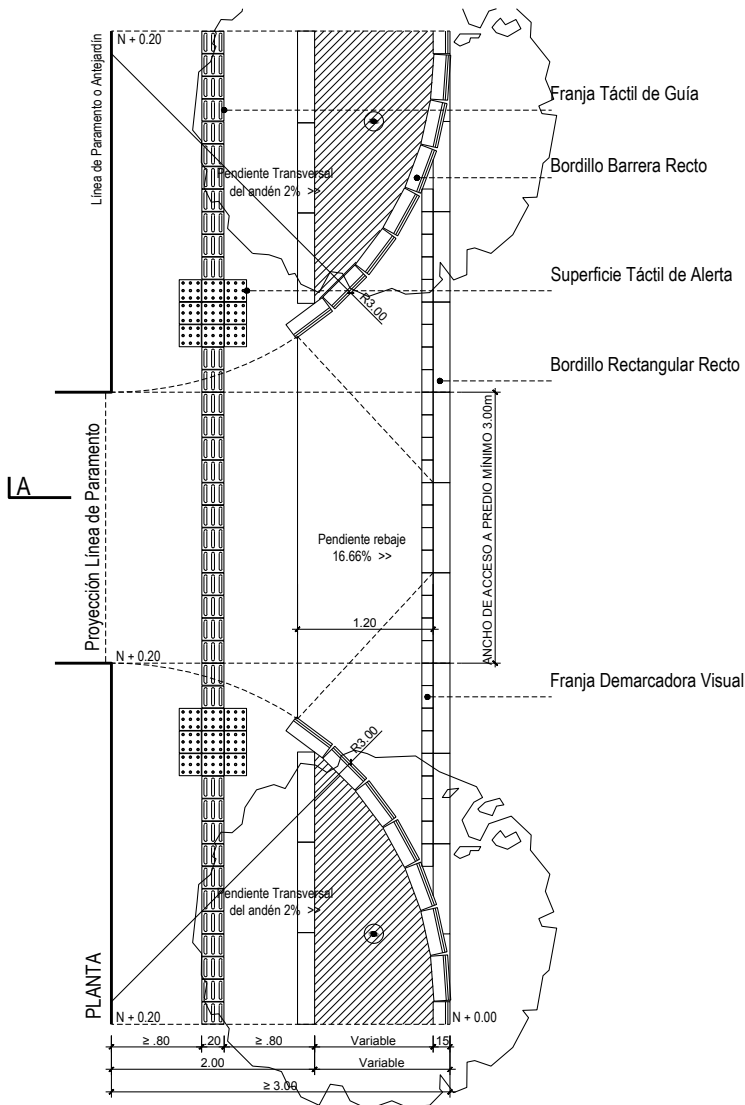 N + 0.20
Línea de Paramento o Antejardín
Franja Táctil de Guía
Pendiente Transversal
del andén 2% >>
Bordillo Barrera Recto
Superficie Táctil de Alerta
R3.00
Bordillo Rectangular Recto
ANCHO DE ACCESO A PREDIO MÍNIMO 3.00m
A
Proyección Línea de Paramento
Pendiente rebaje
16.66% >>
1.20
N + 0.20
Franja Demarcadora Visual
R3.00
Pendiente Transversal
del andén 2% >>
PLANTA
N + 0.20
N + 0.00
≥ .80
.20
≥ .80
Variable
.15
2.00
Variable
≥ 3.00